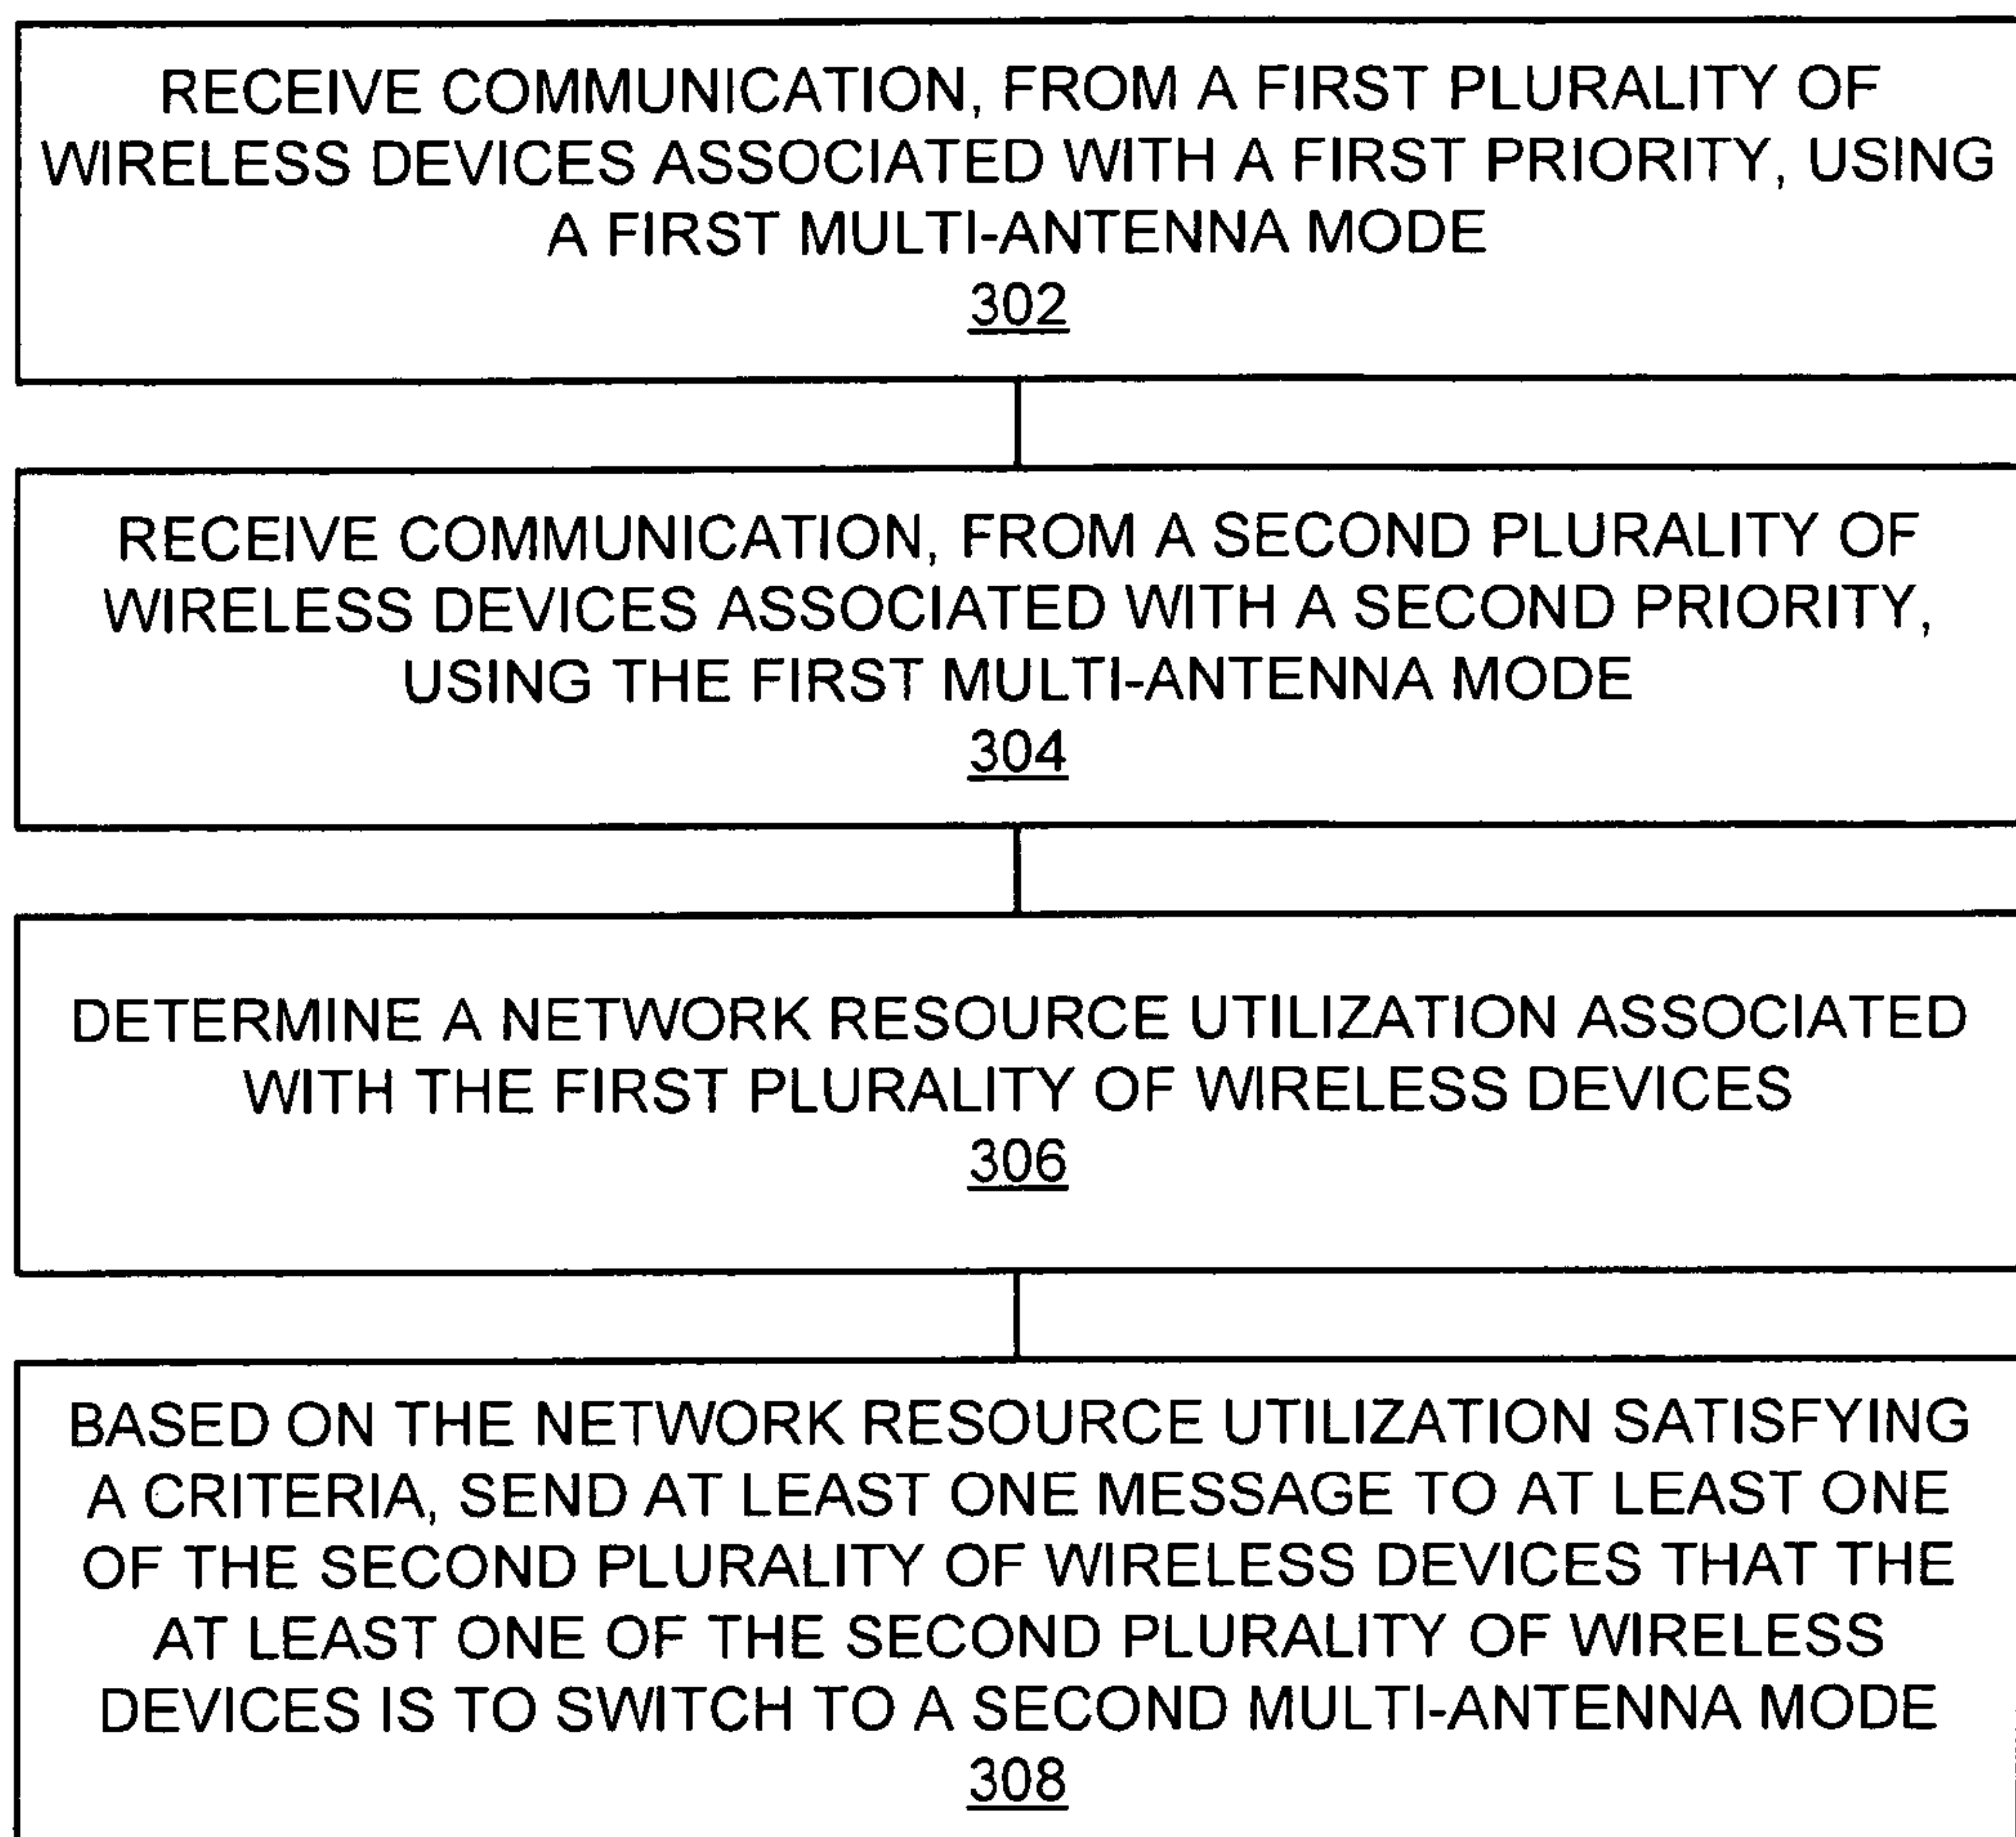 RECEIVE COMMUNICATION, FROM A FIRST PLURALITY OF
WIRELESS DEVICES ASSOCIATED WITH A FIRST PRIORITY, USING
A FIRST MULTI-ANTENNA MODE
302
RECEIVE COMMUNICATION, FROM A SECOND PLURALITY OF
WIRELESS DEVICES ASSOCIATED WITH A SECOND PRIORITY,
USING THE FIRST MULTI-ANTENNA MODE
304
DETERMINE A NETWORK RESOURCE UTILIZATION ASSOCIATED
WITH THE FIRST PLURALITY OF WIRELESS DEVICES
306
BASED ON THE NETWORK RESOURCE UTILIZATION SATISFYING
A CRITERIA, SEND AT LEAST ONE MESSAGE TO AT LEAST ONE
OF THE SECOND PLURALITY OF WIRELESS DEVICES THAT THE
AT LEAST ONE OF THE SECOND PLURALITY OF WIRELESS
DEVICES IS TO SWITCH TO A SECOND MULTI-ANTENNA MODE
308